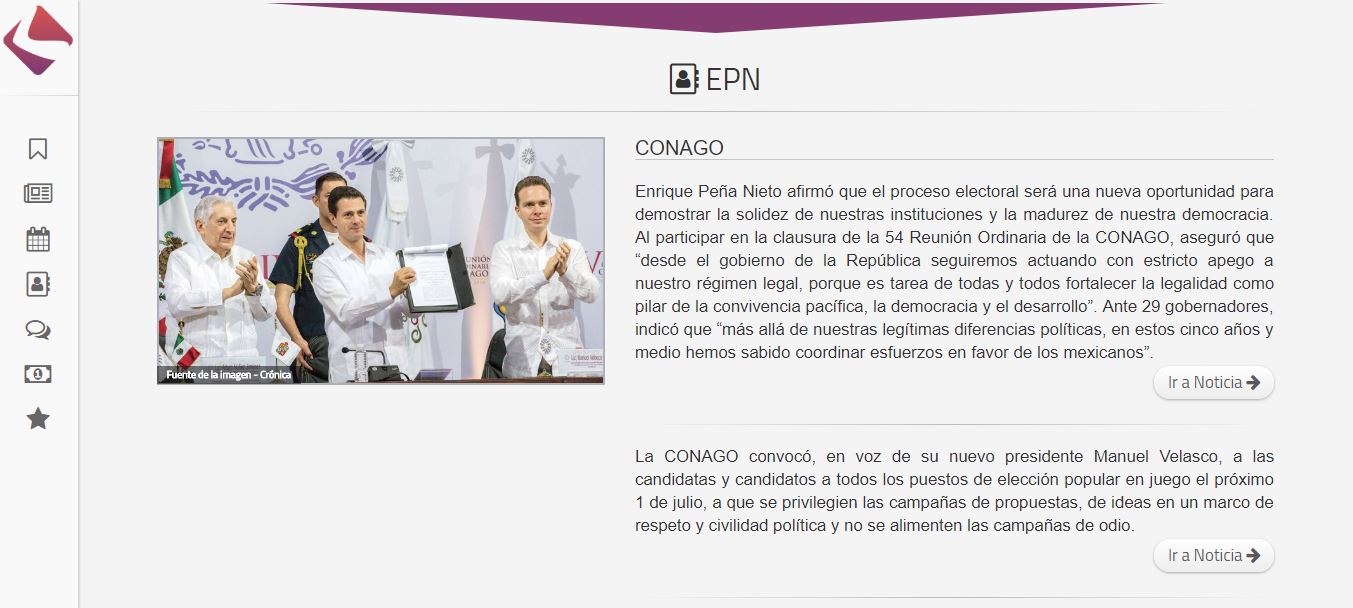 EPN
CONAGO
Enrique Peña Nieto afirmó que el proceso electoral será una nueva oportunidad para
demostrar la solidez de nuestras instituciones y la madurez de nuestra democracia.
Al participar en la clausura de la 54 Reunión Ordinaria de la CONAGO, aseguró que
“desde el gobierno de la República seguiremos actuando con estricto apego a
nuestro régimen legal, porque es tarea de todas y todos fortalecer la legalidad como
pilar de la convivencia pacífica, la democracia y el desarrollo”. Ante 29 gobernadores,
indicó que “más allá de nuestras legítimas diferencias políticas, en estos cinco años y
medio hemos sabido coordinar esfuerzos en favor de los mexicanos”.
Fuente de la imagen - Crónica
Ir a Noticia
La CONAGO convocó, en voz de su nuevo presidente Manuel Velasco, a las
candidatas y candidatos a todos los puestos de elección popular en juego el próximo
1 de julio, a que se privilegien las campañas de propuestas, de ideas en un marco de
respeto y civilidad política y no se alimenten las campañas de odio.
Ir a Noticia